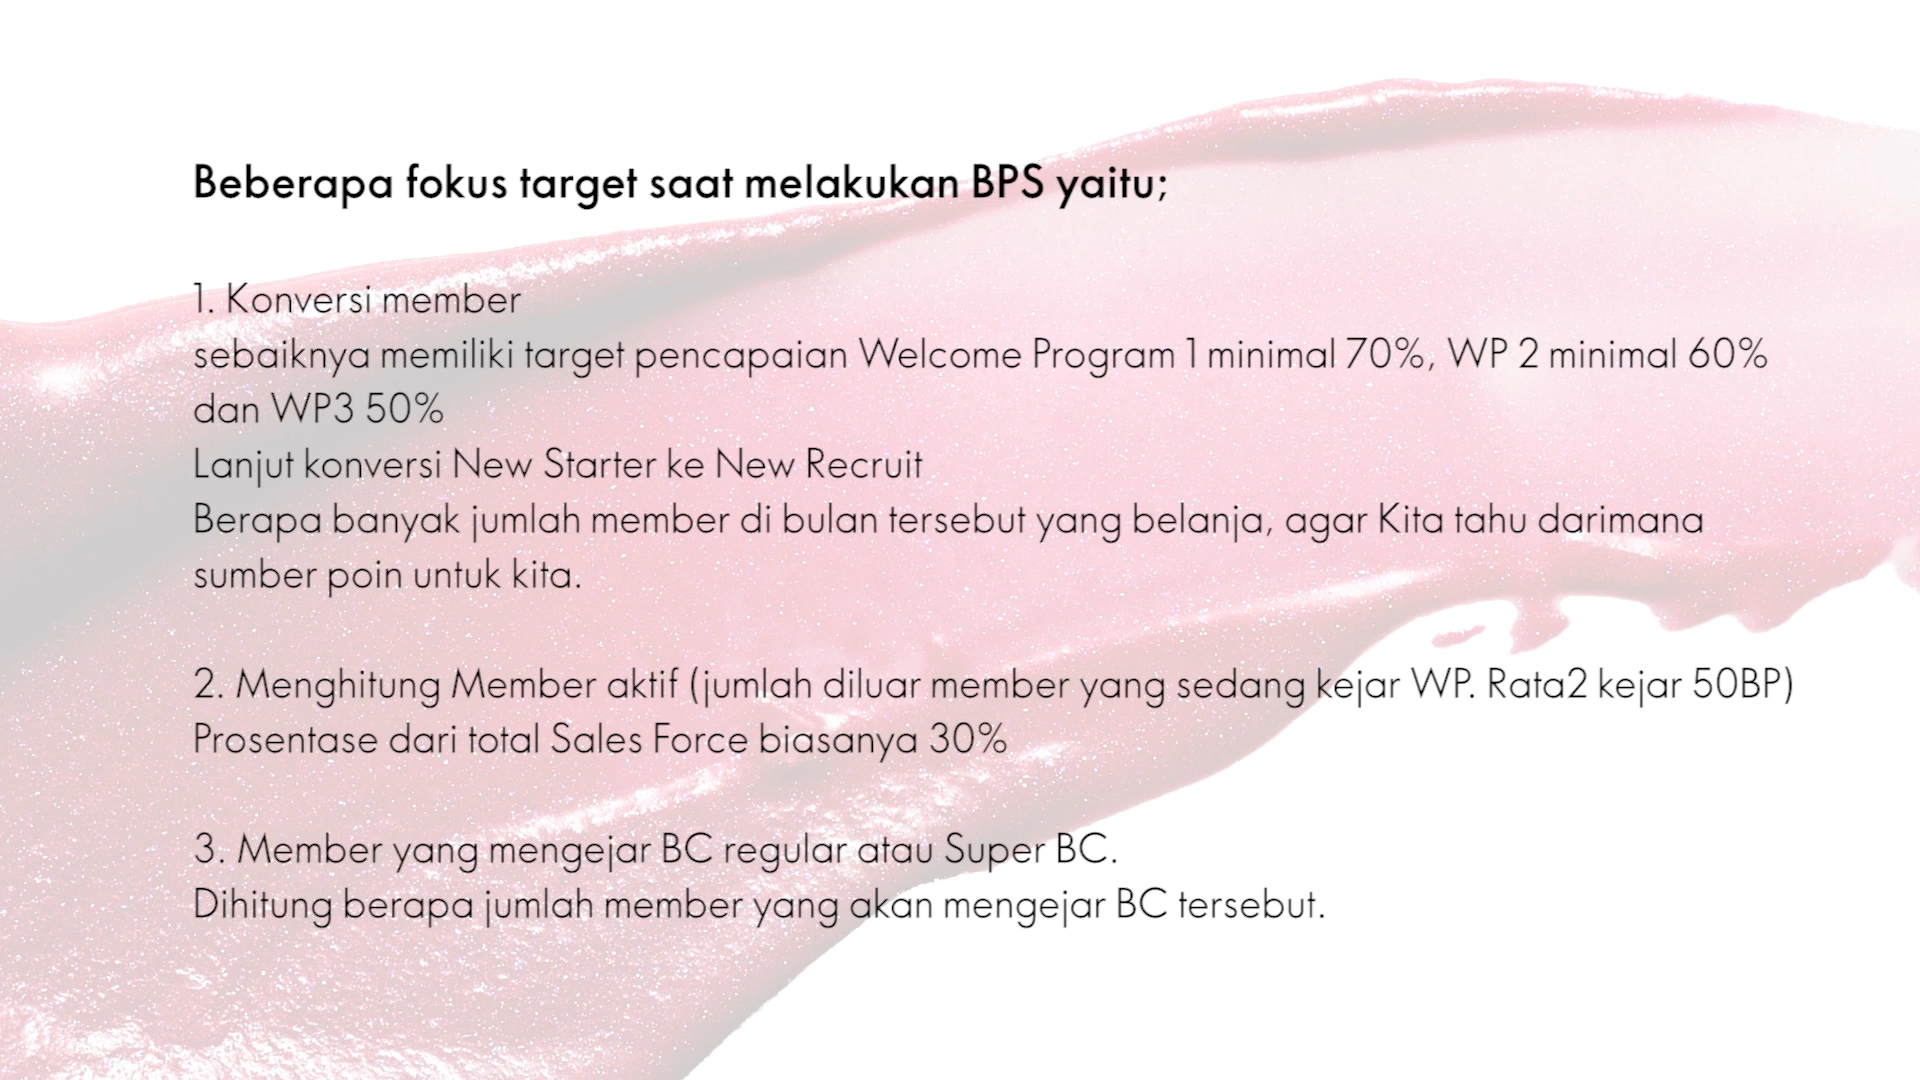 Beberapa fokus target saat melakukan BPS yaitu;
1. Konversi member
sebaiknya memiliki target pencapaian Welcome Program 1 minimal 70%, WP 2 minimal 60%
dan WP3 50%
Lanjut konversi New Starter ke New Recruit
Berapa banyak jumlah member di bulan tersebut yang belanja, agar Kita tahu darimana
sumber poin untuk kita.
2. Menghitung Member aktif (jumlah diluar member yang sedang kejar WP. Rata2 kejar 50BP)
Prosentase dari total Sales Force biasanya 30%
3. Member yang mengejar BC regular atau Super BC.
Dihitung berapa jumlah member yang akan mengejar BC tersebut.